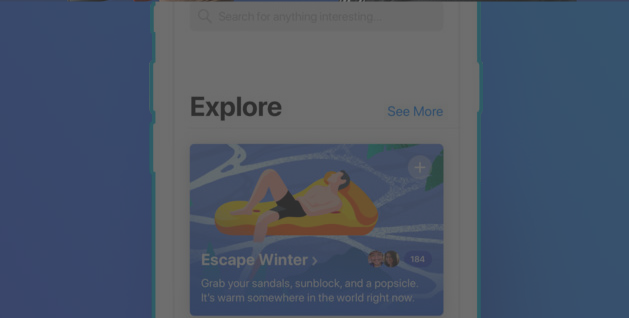 Search for anything interesting...
Explore
See More
Escape Winter
184
Grab your sandals, sunblock, and a popsicle.
It's warm somewhere in the world right now.